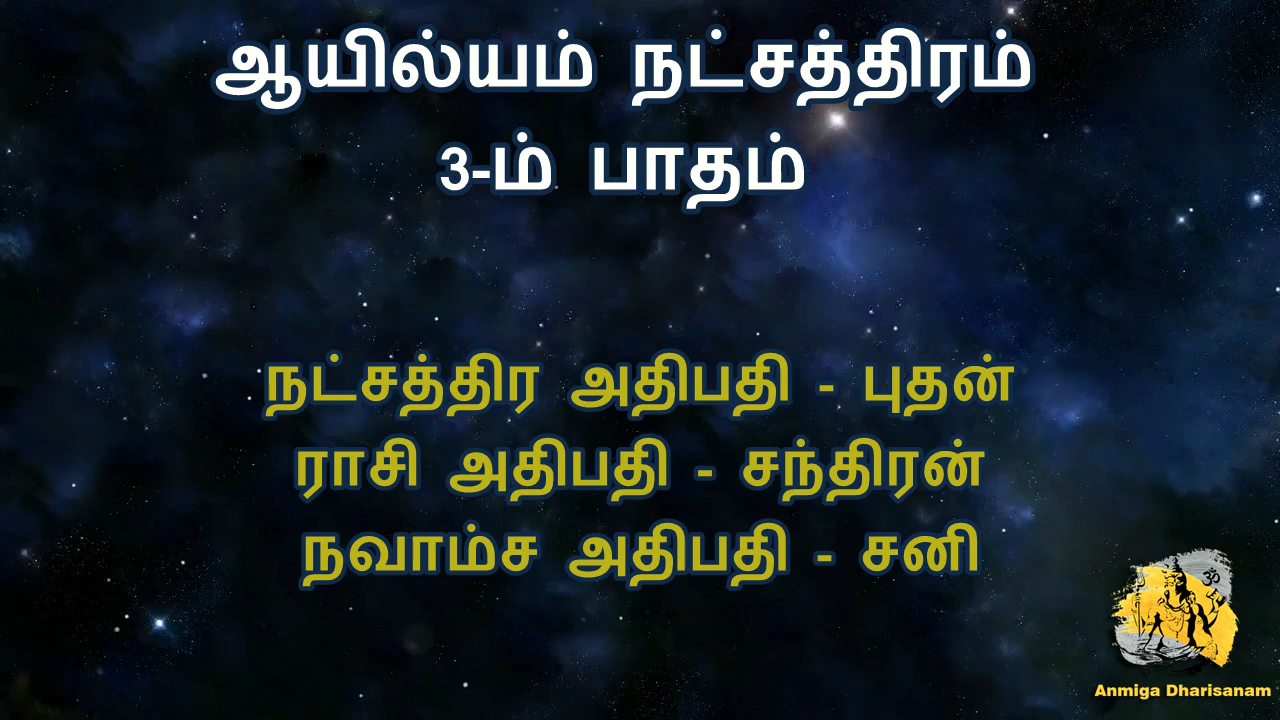 ஆயில்யம் நட்சத்திரம்
3-ம் பாதம்
நட்சத்திர அதிபதி - புதன்
ராசி அதிபதி - சந்திரன்
நவாம்ச அதிபதி - சனி
ॐ
Anmiga Dharisanam